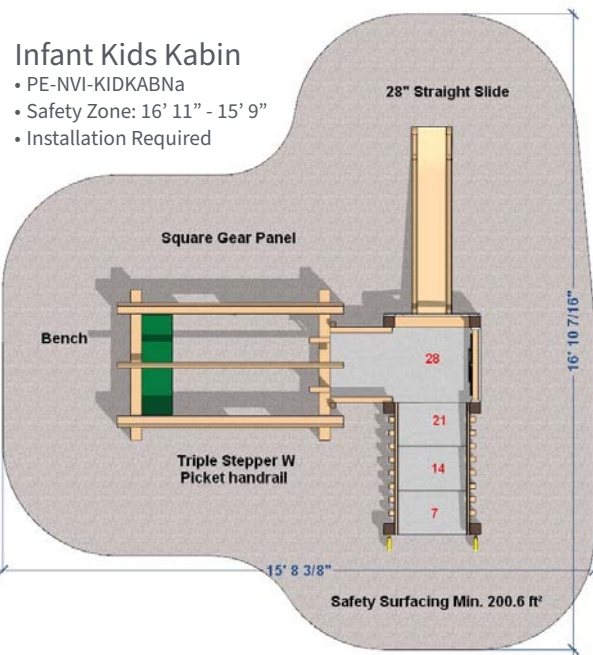 Infant Kids Kabin
• PE-NVI-KIDKABNa
• Safety Zone: 16’ 11” - 15’ 9”
• Installation Required
28" Straight Slide
Square Gear Panel
Bench
16' 10 7/16"
28
21
14
7
Triple Stepper W
Picket handrail
15' 8 3/8"
Safety Surfacing Min. 200.6 ft²